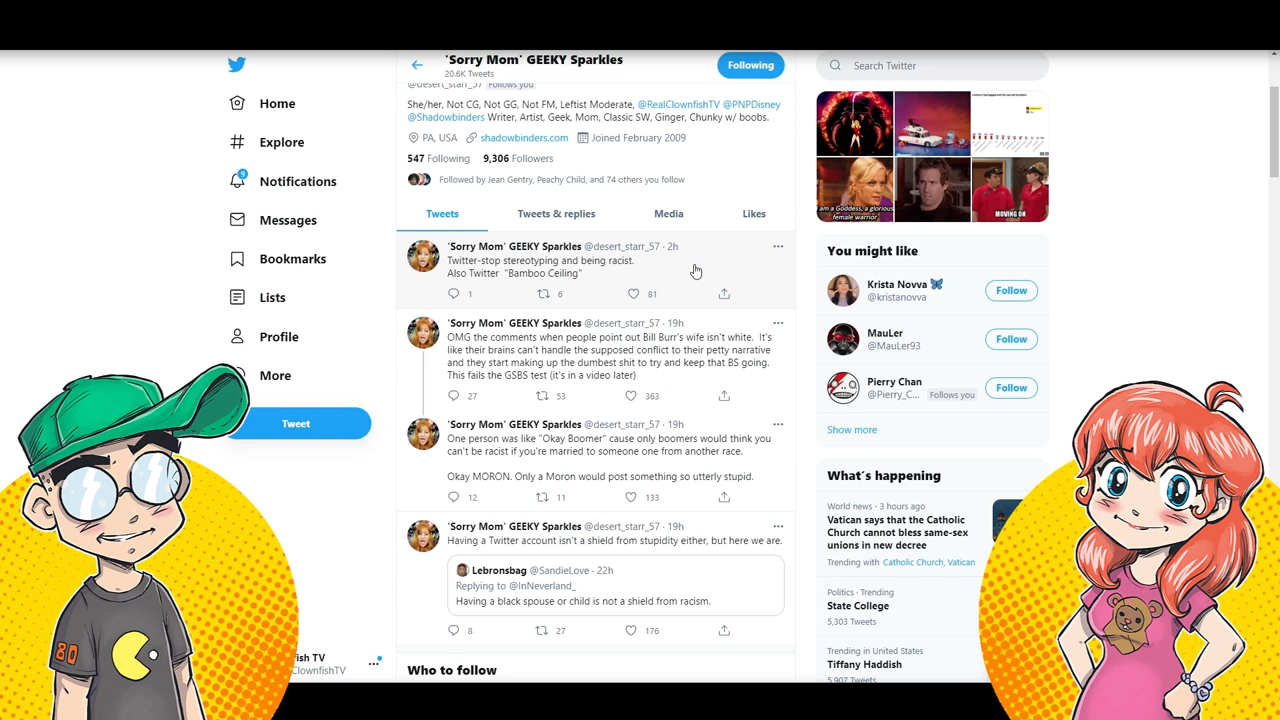 'Sorry Mom' GEEKY Sparkles
20.6K Tweets
Following
Search Twitter
@desert_starr_57 Follows you
She/her, Not CG, Not GG, Not FM, Leftist Moderate, @RealClownfishTV @PNPDisney
@Shadowbinders Writer, Artist, Geek, Mom, Classic SW, Ginger, Chunky w/ boobs.
PA, USA shadowbinders.com Joined February 2009
547 Following 9,306 Followers
Followed by Jean Gentry, Peachy Child, and 74 others you follow
Tweets Tweets & replies Media Likes
Home
Explore
9
Notifications
Messages
Bookmarks
Lists
Profile
More
Tweet
fish TV
ClownfishTV
'Sorry Mom' GEEKY Sparkles @desert_starr_57 · 2h
Twitter-stop stereotyping and being racist.
Also Twitter "Bamboo Ceiling"
1 6 81
'Sorry Mom' GEEKY Sparkles @desert_starr_57 · 19h
OMG the comments when people point out Bill Burr's wife isn't white. It's
like their brains can't handle the supposed conflict to their petty narrative
and they start making up the dumbest shit to try and keep that BS going.
This fails the GSBS test (it's in a video later)
27 53 363
'Sorry Mom' GEEKY Sparkles @desert_starr_57 · 19h
One person was like "Okay Boomer" cause only boomers would think you
can't be racist if you're married to someone one from another race.
Okay MORON. Only a Moron would post something so utterly stupid.
12 11 133
'Sorry Mom' GEEKY Sparkles @desert_starr_57 · 19h
Having a Twitter account isn't a shield from stupidity either, but here we are.
Lebronsbag @SandieLove · 22h
Replying to @InNeverland_
Having a black spouse or child is not a shield from racism.
8 27 176
Who to follow
I am a Goddess, a glorious
female warrior
MOVING ON
You might like
Krista Novva
@kristanovva
Follow
MauLer
@MauLer93
Follow
Pierry Chan
@Pierry_C... Follows you
Follow
Show more
What's happening
World news · 3 hours ago
Vatican says that the Catholic
Church cannot bless same-sex
unions in new decree
Trending with Catholic Church, Vatican
Politics · Trending
State College
5,303 Tweets
Trending in United States
Tiffany Haddish
5,907 Tweets
80